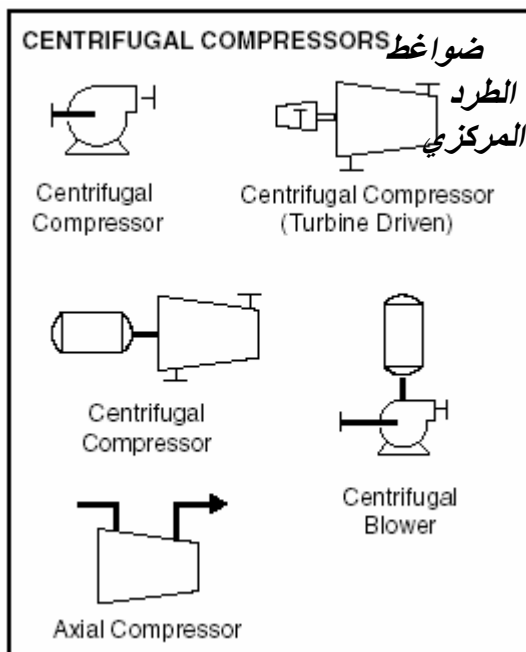 CENTRIFUGAL COMPRESSORS
ضواغط
الطرد
المركزي
Centrifugal
Compressor
Centrifugal Compressor
(Turbine Driven)
Centrifugal
Compressor
Centrifugal
Blower
Axial Compressor